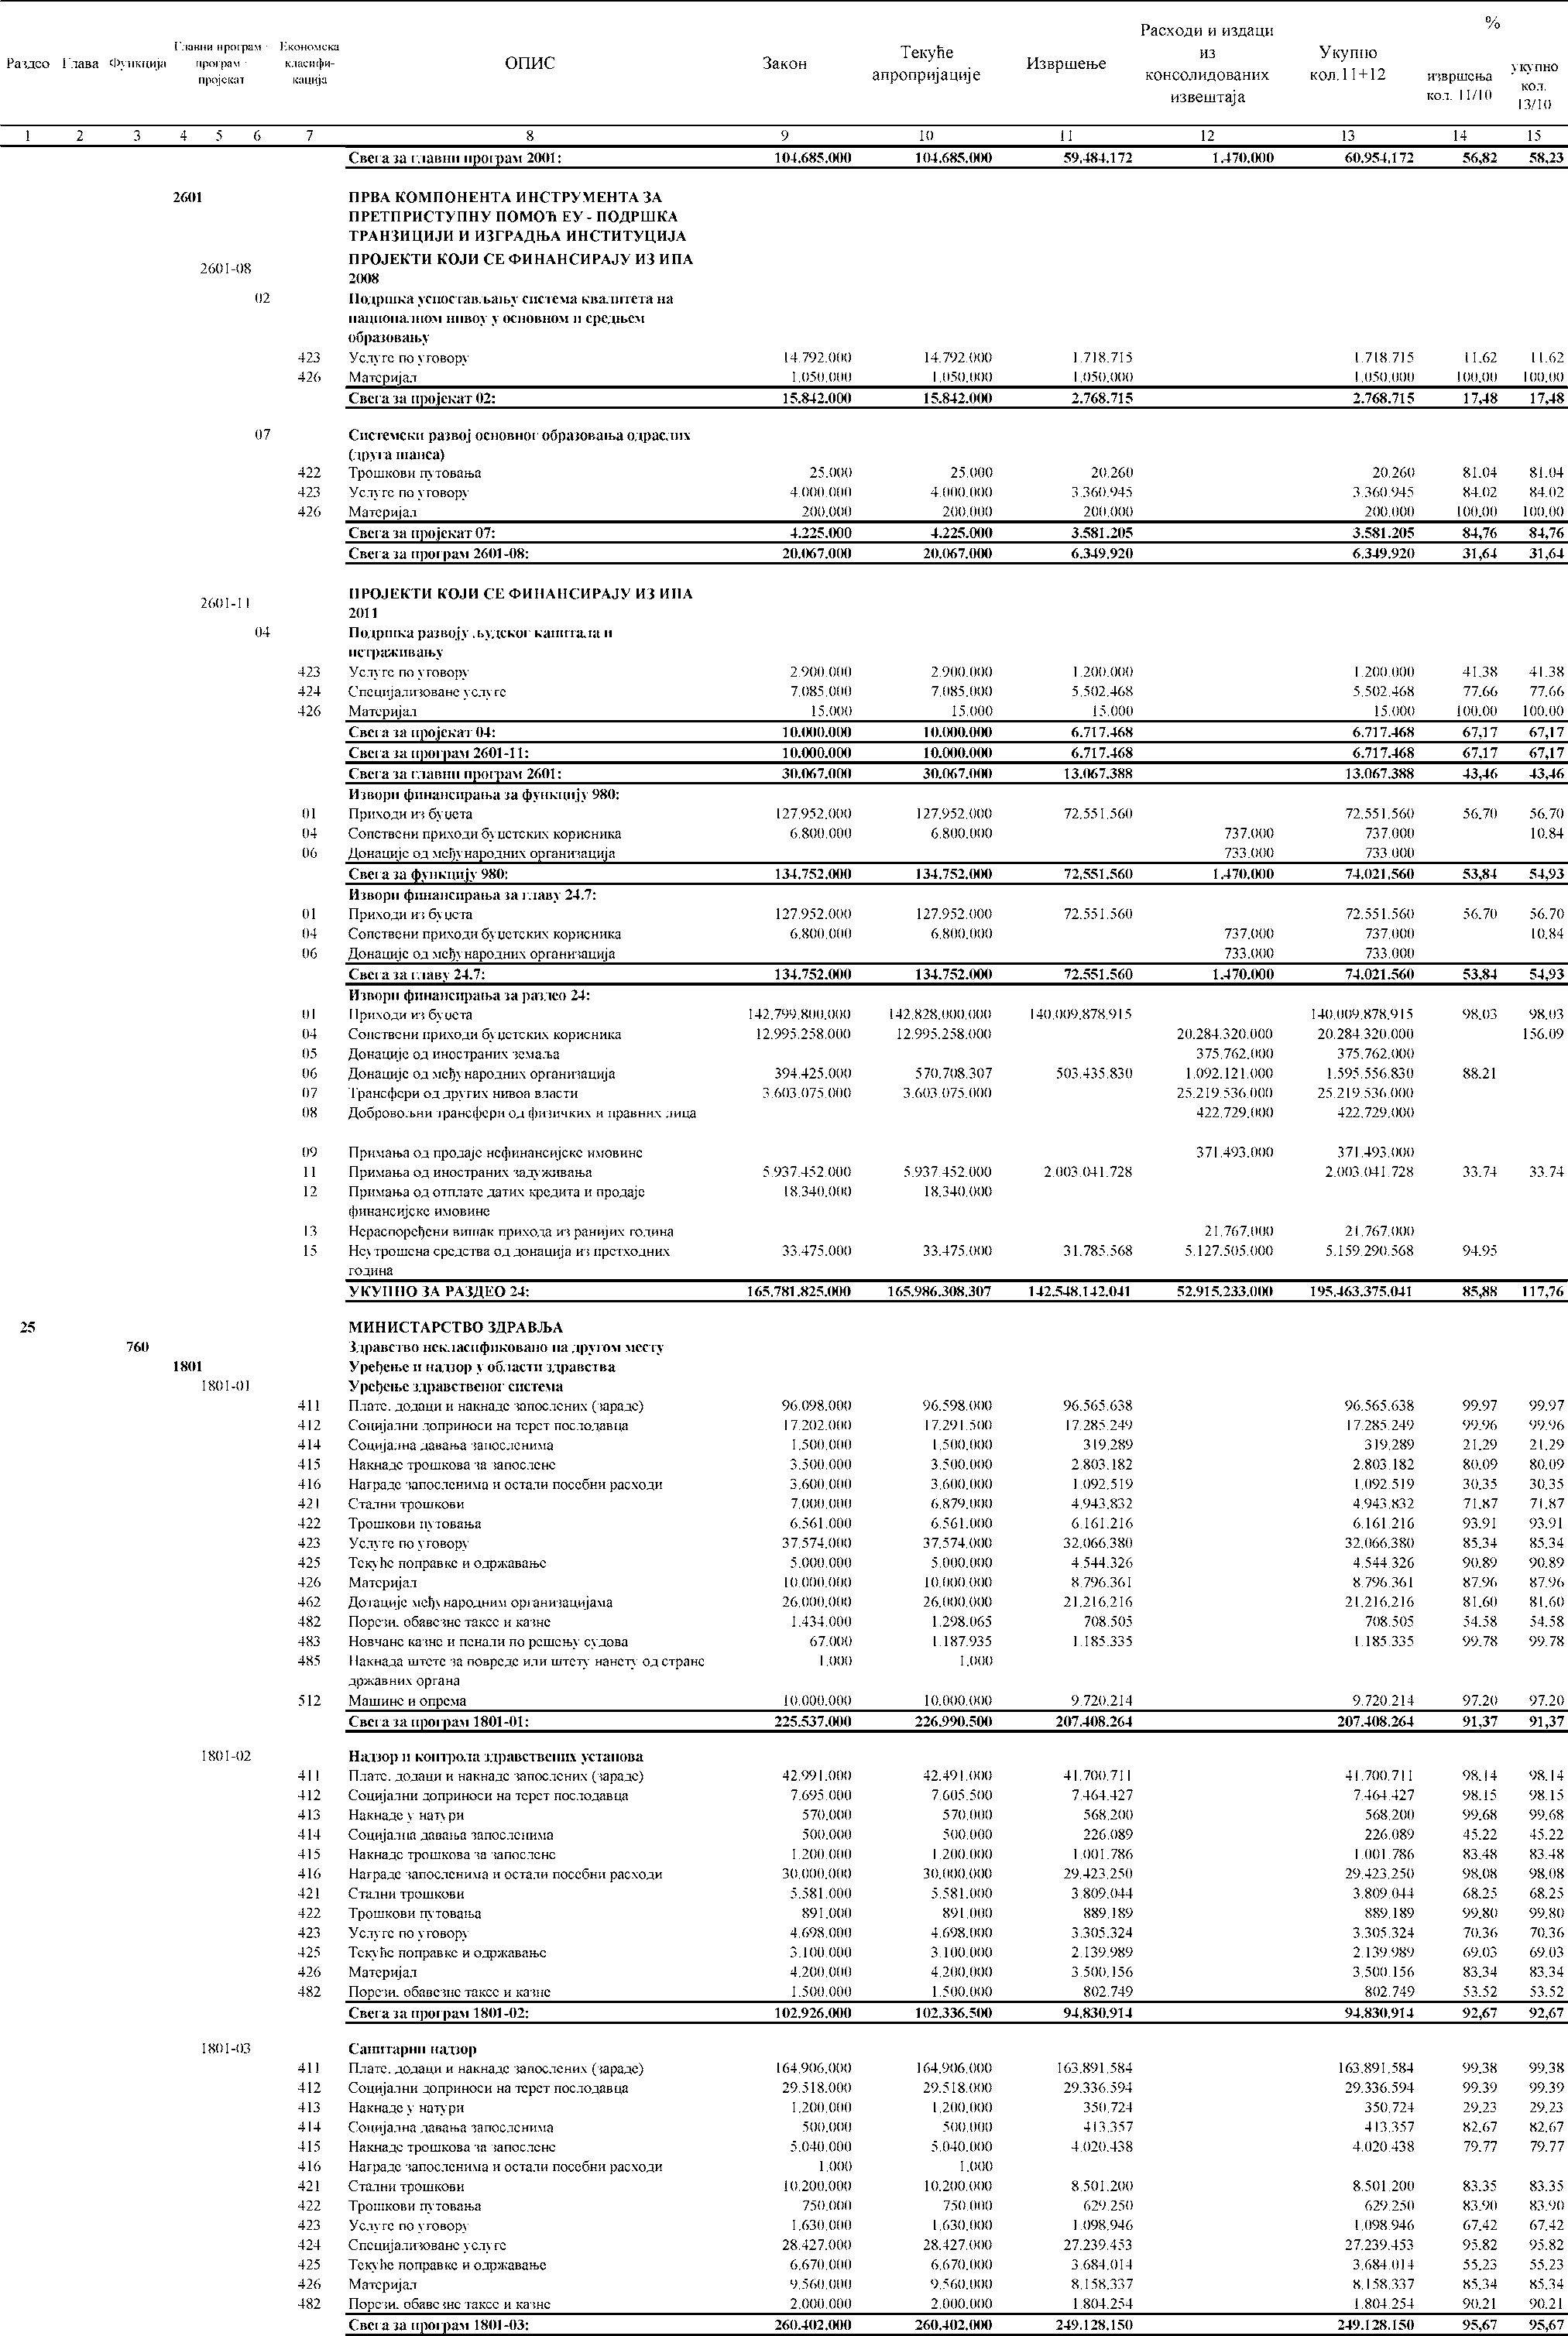 Раздео Глава Функција Главни програм - програм - пројекат Економска класифи-кација ОПИС Закон Текуће апропријације Извршење Расходи и издаци из консолидованих извештаја Укупно кол.11+12 % извршења кол. 11/10 укупно кол. 13/10
1 2 3 4 5 6 7 8 9 10 11 12 13 14 15
Свега за главни програм 2001: 104.685.000 104.685.000 59.484.172 1.470.000 60.954.172 56,82 58,23
2601 ПРВА КОМПОНЕНТА ИНСТРУМЕНТА ЗА
ПРЕТПРИСТУПНУ ПОМОЋ ЕУ - ПОДРШКА
ТРАНЗИЦИЈИ И ИЗГРАДЊА ИНСТИТУЦИЈА
2601-08 ПРОЈЕКТИ КОЈИ СЕ ФИНАНСИРАЈУ ИЗ ИПА
2008
02 Подршка успостављању система квалитета на
националном нивоу у основном и средњем
образовању
423 Услуге по уговору 14.792.000 14.792.000 1.718.715 1.718.715 11,62 11,62
426 Материјал 1.050.000 1.050.000 1.050.000 1.050.000 100,00 100,00
Свега за пројекат 02: 15.842.000 15.842.000 2.768.715 2.768.715 17,48 17,48
07 Системски развој основног образовања одраслих
(друга шанса)
422 Трошкови путовања 25.000 25.000 20.260 20.260 81,04 81,04
423 Услуге по уговору 4.000.000 4.000.000 3.360.945 3.360.945 84,02 84,02
426 Материјал 200.000 200.000 200.000 200.000 100,00 100,00
Свега за пројекат 07: 4.225.000 4.225.000 3.581.205 3.581.205 84,76 84,76
Свега за програм 2601-08: 20.067.000 20.067.000 6.349.920 6.349.920 31,64 31,64
2601-11 ПРОЈЕКТИ КОЈИ СЕ ФИНАНСИРАЈУ ИЗ ИПА
2011
04 Подршка развоју људског капитала и
истраживању
423 Услуге по уговору 2.900.000 2.900.000 1.200.000 1.200.000 41,38 41,38
424 Специјализоване услуге 7.085.000 7.085.000 5.502.468 5.502.468 77,66 77,66
426 Материјал 15.000 15.000 15.000 15.000 100,00 100,00
Свега за пројекат 04: 10.000.000 10.000.000 6.717.468 6.717.468 67,17 67,17
Свега за програм 2601-11: 10.000.000 10.000.000 6.717.468 6.717.468 67,17 67,17
Свега за главни програм 2601: 30.067.000 30.067.000 13.067.388 13.067.388 43,46 43,46
Извори финансирања за функцију 980:
01 Приходи из буџета 127.952.000 127.952.000 72.551.560 72.551.560 56,70 56,70
04 Сопствени приходи буџетских корисника 6.800.000 6.800.000 737.000 737.000 10,84
06 Донације од међународних организација 733.000 733.000
Свега за функцију 980: 134.752.000 134.752.000 72.551.560 1.470.000 74.021.560 53,84 54,93
Извори финансирања за главу 24.7:
01 Приходи из буџета 127.952.000 127.952.000 72.551.560 72.551.560 56,70 56,70
04 Сопствени приходи буџетских корисника 6.800.000 6.800.000 737.000 737.000 10,84
06 Донације од међународних организација 733.000 733.000
Свега за главу 24.7: 134.752.000 134.752.000 72.551.560 1.470.000 74.021.560 53,84 54,93
Извори финансирања за раздео 24:
01 Приходи из буџета 142.799.800.000 142.828.000.000 140.009.878.915 140.009.878.915 98,03 98,03
04 Сопствени приходи буџетских корисника 12.995.258.000 12.995.258.000 20.284.320.000 20.284.320.000 156,09
05 Донације од иностраних земаља 375.762.000 375.762.000
06 Донације од међународних организација 394.425.000 570.708.307 503.435.830 1.092.121.000 1.595.556.830 88,21
07 Трансфери од других нивоа власти 3.603.075.000 3.603.075.000 25.219.536.000 25.219.536.000
08 Добровољни трансфери од физичких и правних лица 422.729.000 422.729.000
09 Примања од продаје нефинансијске имовине 371.493.000 371.493.000
11 Примања од иностраних задуживања 5.937.452.000 5.937.452.000 2.003.041.728 2.003.041.728 33,74 33,74
12 Примања од отплате датих кредита и продаје 18.340.000 18.340.000
финансијске имовине
13 Нераспоређени вишак прихода из ранијих година 21.767.000 21.767.000
15 Неутрошена средства од донација из претходних 33.475.000 33.475.000 31.785.568 5.127.505.000 5.159.290.568 94,95
година
УКУПНО ЗА РАЗДЕО 24: 165.781.825.000 165.986.308.307 142.548.142.041 52.915.233.000 195.463.375.041 85,88 117,76
25 МИНИСТАРСТВО ЗДРАВЉА
760 Здравство некласификовано на другом месту
1801 Уређење и надзор у области здравства
1801-01 Уређење здравственог система
411 Плате, додаци и накнаде запослених (зараде) 96.098.000 96.598.000 96.565.638 96.565.638 99,97 99,97
412 Социјални доприноси на терет послодавца 17.202.000 17.291.500 17.285.249 17.285.249 99,96 99,96
414 Социјална давања запосленима 1.500.000 1.500.000 319.289 319.289 21,29 21,29
415 Накнаде трошкова за запослене 3.500.000 3.500.000 2.803.182 2.803.182 80,09 80,09
416 Награде запосленима и остали посебни расходи 3.600.000 3.600.000 1.092.519 1.092.519 30,35 30,35
421 Стални трошкови 7.000.000 6.879.000 4.943.832 4.943.832 71,87 71,87
422 Трошкови путовања 6.561.000 6.561.000 6.161.216 6.161.216 93,91 93,91
423 Услуге по уговору 37.574.000 37.574.000 32.066.380 32.066.380 85,34 85,34
425 Текуће поправке и одржавање 5.000.000 5.000.000 4.544.326 4.544.326 90,89 90,89
426 Материјал 10.000.000 10.000.000 8.796.361 8.796.361 87,96 87,96
462 Дотације међународним организацијама 26.000.000 26.000.000 21.216.216 21.216.216 81,60 81,60
482 Порези, обавезне таксе и казне 1.434.000 1.298.065 708.505 708.505 54,58 54,58
483 Новчане казне и пенали по решењу судова 67.000 1.187.935 1.185.335 1.185.335 99,78 99,78
485 Накнада штете за повреде или штету нанету од стране 1.000 1.000
државних органа
512 Машине и опрема 10.000.000 10.000.000 9.720.214 9.720.214 97,20 97,20
Свега за програм 1801-01: 225.537.000 226.990.500 207.408.264 207.408.264 91,37 91,37
1801-02 Надзор и контрола здравствених установа
411 Плате, додаци и накнаде запослених (зараде) 42.991.000 42.491.000 41.700.711 41.700.711 98,14 98,14
412 Социјални доприноси на терет послодавца 7.695.000 7.605.500 7.464.427 7.464.427 98,15 98,15
413 Накнаде у натури 570.000 570.000 568.200 568.200 99,68 99,68
414 Социјална давања запосленима 500.000 500.000 226.089 226.089 45,22 45,22
415 Накнаде трошкова за запослене 1.200.000 1.200.000 1.001.786 1.001.786 83,48 83,48
416 Награде запосленима и остали посебни расходи 30.000.000 30.000.000 29.423.250 29.423.250 98,08 98,08
421 Стални трошкови 5.581.000 5.581.000 3.809.044 3.809.044 68,25 68,25
422 Трошкови путовања 891.000 891.000 889.189 889.189 99,80 99,80
423 Услуге по уговору 4.698.000 4.698.000 3.305.324 3.305.324 70,36 70,36
425 Текуће поправке и одржавање 3.100.000 3.100.000 2.139.989 2.139.989 69,03 69,03
426 Материјал 4.200.000 4.200.000 3.500.156 3.500.156 83,34 83,34
482 Порези, обавезне таксе и казне 1.500.000 1.500.000 802.749 802.749 53,52 53,52
Свега за програм 1801-02: 102.926.000 102.336.500 94.830.914 94.830.914 92,67 92,67
1801-03 Санитарни надзор
411 Плате, додаци и накнаде запослених (зараде) 164.906.000 164.906.000 163.891.584 163.891.584 99,38 99,38
412 Социјални доприноси на терет послодавца 29.518.000 29.518.000 29.336.594 29.336.594 99,39 99,39
413 Накнаде у натури 1.200.000 1.200.000 350.724 350.724 29,23 29,23
414 Социјална давања запосленима 500.000 500.000 413.357 413.357 82,67 82,67
415 Накнаде трошкова за запослене 5.040.000 5.040.000 4.020.438 4.020.438 79,77 79,77
416 Награде запосленима и остали посебни расходи 1.000 1.000
421 Стални трошкови 10.200.000 10.200.000 8.501.200 8.501.200 83,35 83,35
422 Трошкови путовања 750.000 750.000 629.250 629.250 83,90 83,90
423 Услуге по уговору 1.630.000 1.630.000 1.098.946 1.098.946 67,42 67,42
424 Специјализоване услуге 28.427.000 28.427.000 27.239.453 27.239.453 95,82 95,82
425 Текуће поправке и одржавање 6.670.000 6.670.000 3.684.014 3.684.014 55,23 55,23
426 Материјал 9.560.000 9.560.000 8.158.337 8.158.337 85,34 85,34
482 Порези, обавезне таксе и казне 2.000.000 2.000.000 1.804.254 1.804.254 90,21 90,21
Свега за програм 1801-03: 260.402.000 260.402.000 249.128.150 249.128.150 95,67 95,67